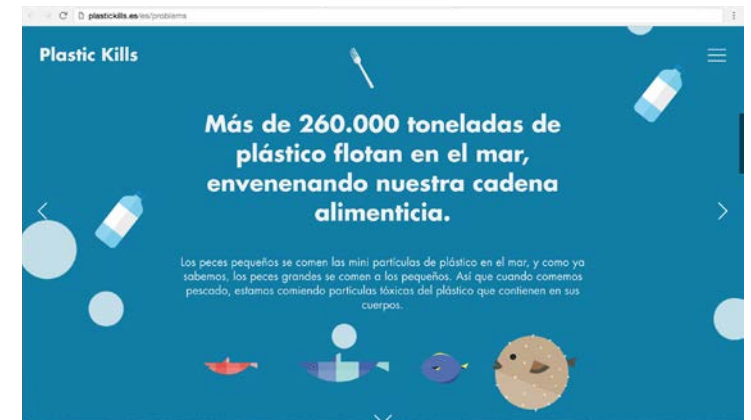 plastickills.es/es/problems
Plastic Kills
Más de 260.000 toneladas de
plástico flotan en el mar,
envenenando nuestra cadena
alimenticia.
Los peces pequeños se comen las mini partículas de plástico en el mar, y como ya
sabemos, los peces grandes se comen a los pequeños. Así que cuando comemos
pescado, estamos comiendo partículas tóxicas del plástico que contienen en sus
cuerpos.